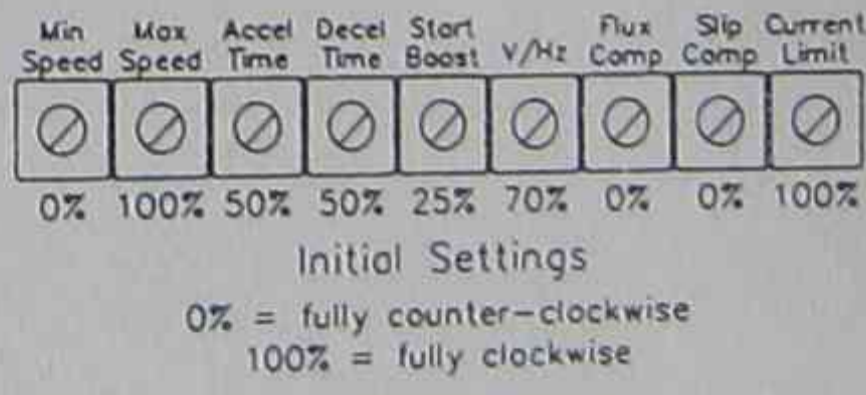 Min Max Accel Decel Start Flux Slip Current
Speed Speed Time Time Boost V/Hz Comp Comp Limit
0% 100% 50% 50% 25% 70% 0% 0% 100%
Initial Settings
0% = fully counter-clockwise
100% = fully clockwise